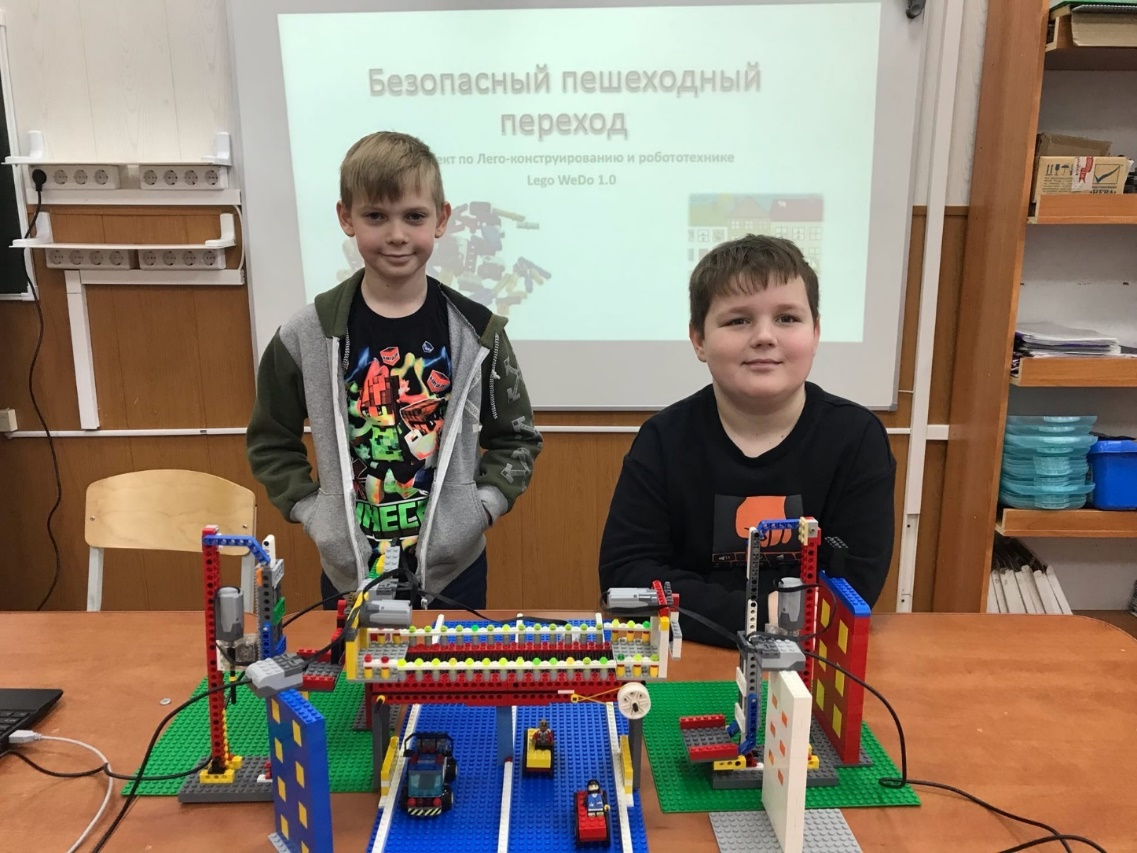 Безопасный пешеходный
переход
по Лего-конструированию и робототехнике
Lego WeDo 1.0